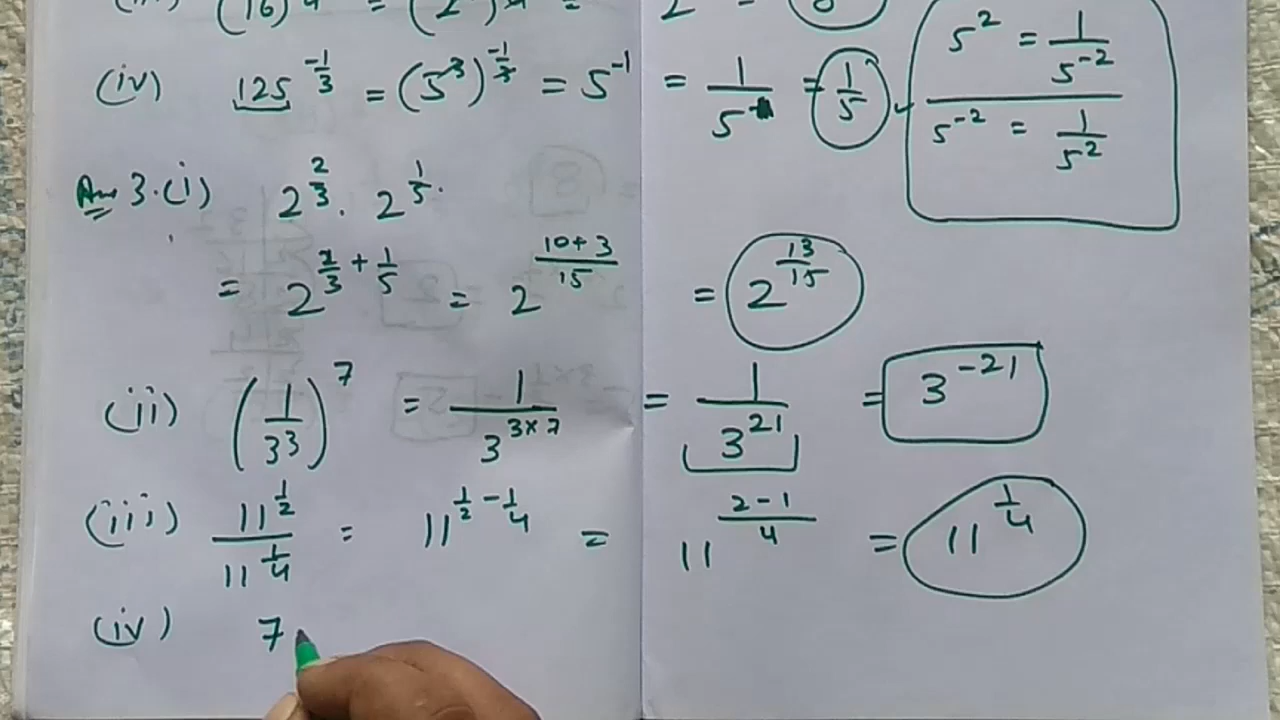 (16) = (2 = 2 = 8
(iv) 125^{-1/3} = (5^3)^{-1/3} = 5^{-1} = 1/5 = 1/5
5^2 = 1/5^{-2}
5^{-2} = 1/5^2
Ans 3.(i) 2^{2/3} . 2^{1/5}.
= 2^{2/3 + 1/5} = 2^{(10+3)/15} = 2^{13/15}
(ii) (1/3^3)^7 = 1/3^{3×7} = 1/3^{21} = 3^{-21}
(iii) 11^{1/2}/11^{1/4} = 11^{1/2 - 1/4} = 11^{(2-1)/4} = 11^{1/4}
(iv) 7